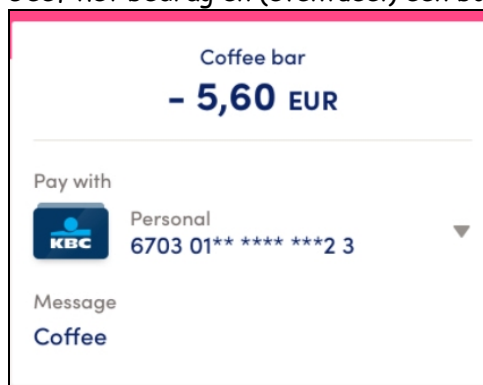 Coffee bar
- 5,60 EUR
Pay with
KBC
Personal
6703 01** **** ***2 3
Message
Coffee